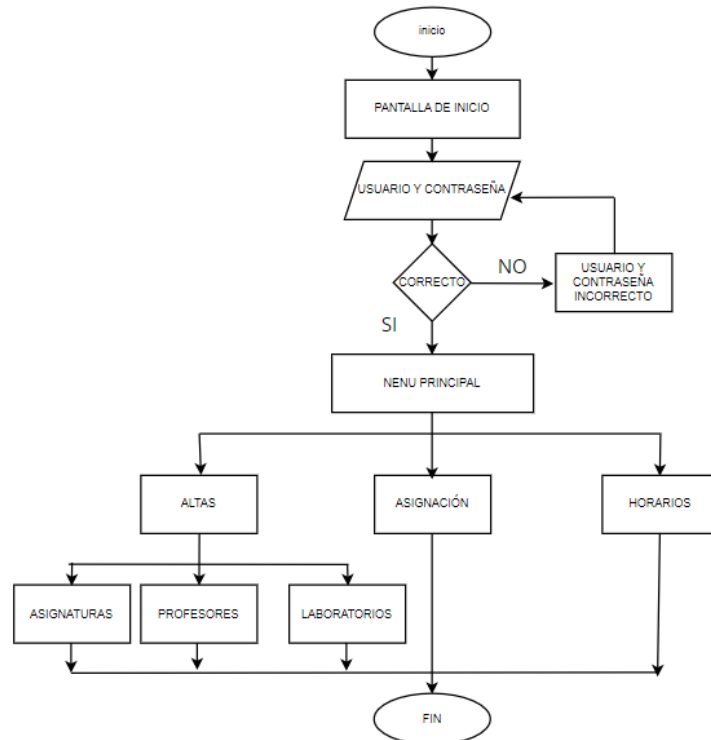 inicio
PANTALLA DE INICIO
USUARIO Y CONTRASEÑA
CORRECTO
NO
USUARIO Y
CONTRASEÑA
INCORRECTO
SI
NENU PRINCIPAL
ALTAS
ASIGNACIÓN
HORARIOS
ASIGNATURAS
PROFESORES
LABORATORIOS
FIN